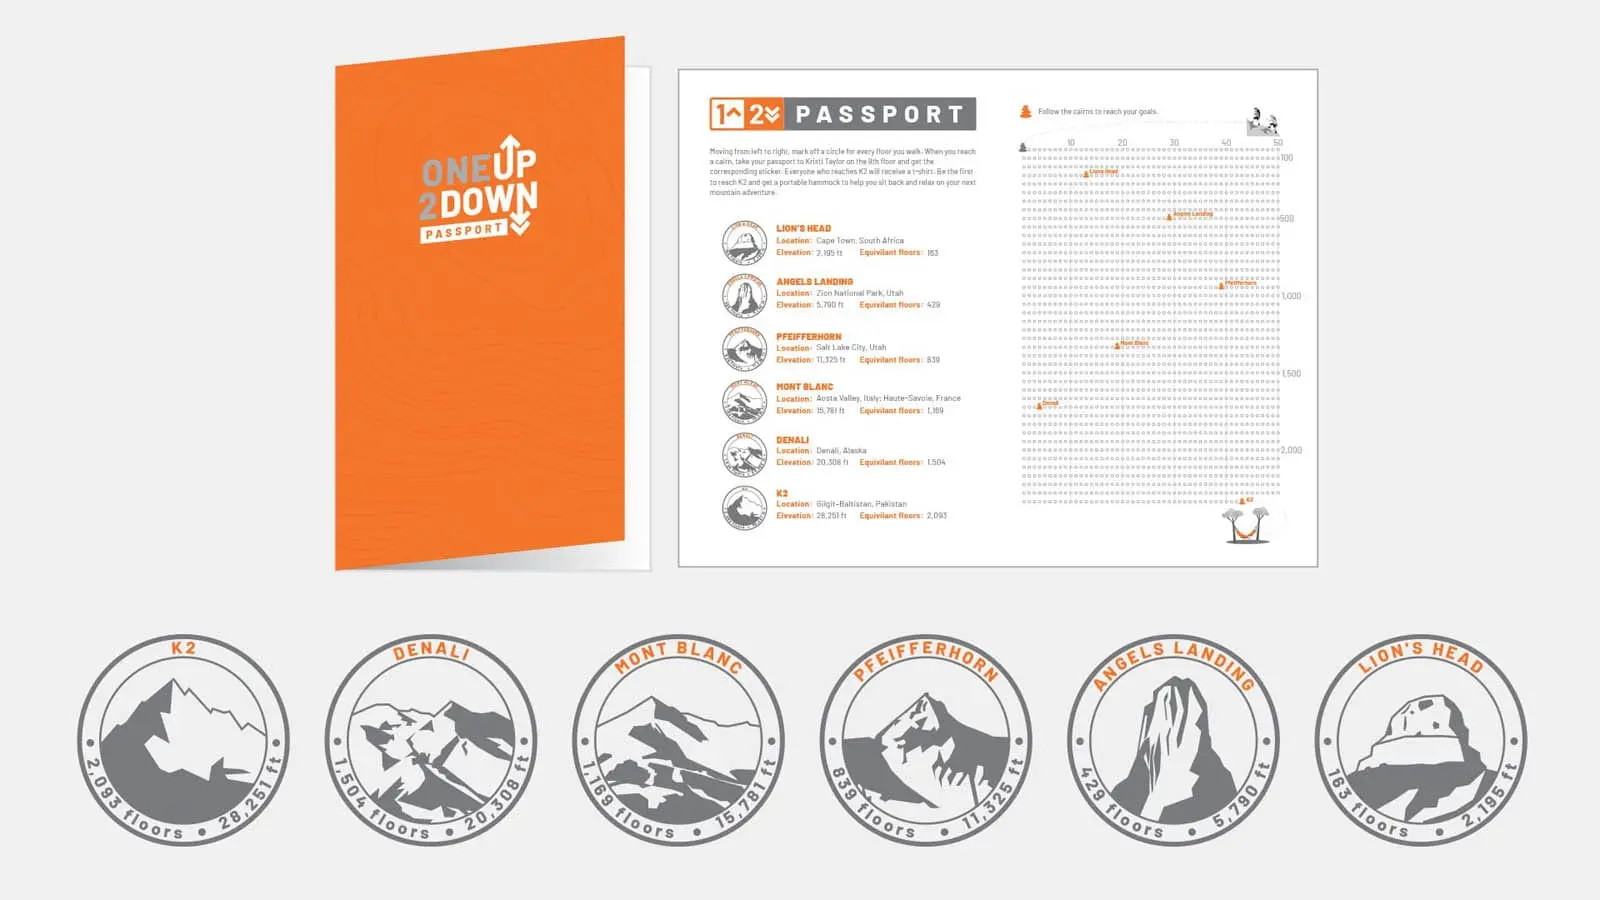 ONEUP
2DOWN
PASSPORT
1 2 PASSPORT
Moving from left to right, mark off a circle for every floor you walk. When you reach
a cairn, take your passport to Kristi Taylor on the 8th floor and get the
corresponding sticker. Everyone who reaches K2 will receive a t-shirt. Be the first
to reach K2 and get a portable hammock to help you sit back and relax on your next
mountain adventure.
LION'S HEAD
Location: Cape Town, South Africa
Elevation: 2,195 ft Equivilant floors: 163
ANGELS LANDING
Location: Zion National Park, Utah
Elevation: 5,790 ft Equivilant floors: 429
PFEIFFERHORN
Location: Salt Lake City, Utah
Elevation: 11,325 ft Equivilant floors: 839
MONT BLANC
Location: Aosta Valley, Italy; Haute-Savoie, France
Elevation: 15,781 ft Equivilant floors: 1,169
DENALI
Location: Denali, Alaska
Elevation: 20,308 ft Equivilant floors: 1,504
K2
Location: Gilgit-Baltistan, Pakistan
Elevation: 28,251 ft Equivilant floors: 2,093
Follow the cairns to reach your goals.
10 20 30 40 50
100
Lions Head
Angels Landing
500
Pfeifferhorn
1,000
Mont Blanc
1,500
Denali
2,000
K2
K2
2,093 floors • 28,251 ft
DENALI
1,504 floors • 20,308 ft
MONT BLANC
1,169 floors • 15,781 ft
PFEIFFERHORN
839 floors • 11,325 ft
ANGELS LANDING
429 floors • 5,790 ft
LION'S HEAD
163 floors • 2,195 ft